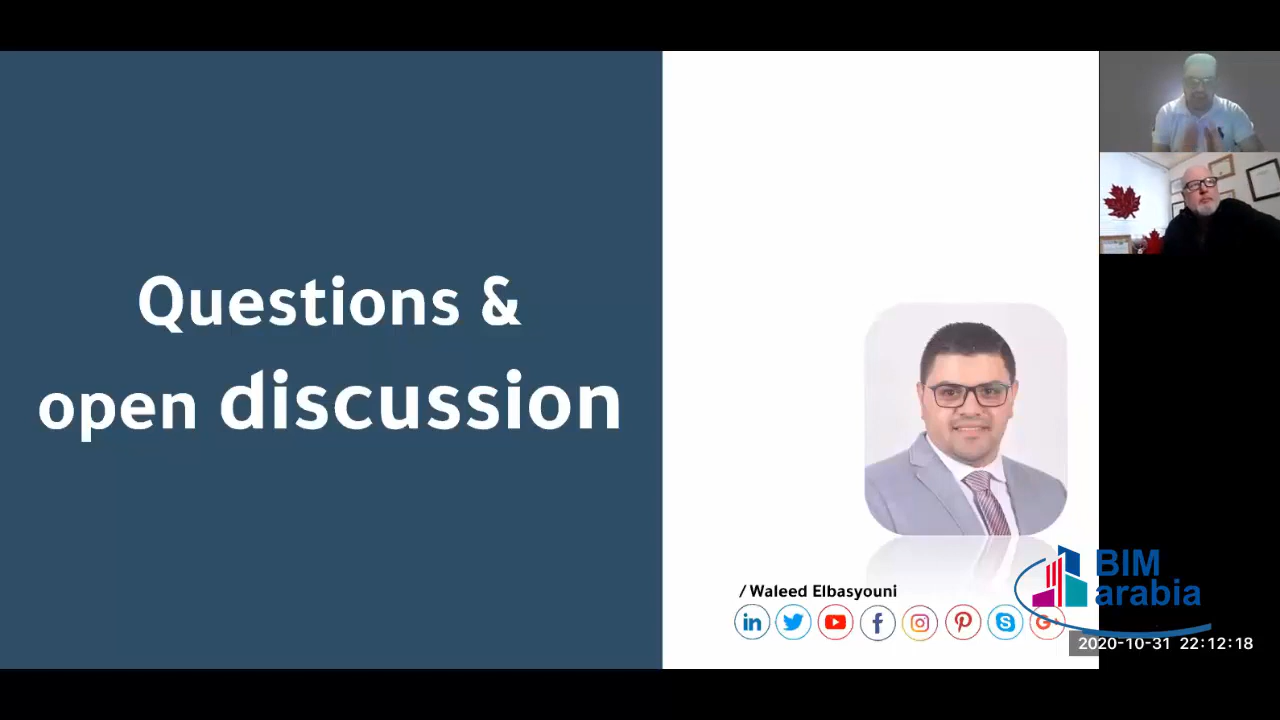 Questions &
open discussion
/ Waleed Elbasyouni
BIM
arabia
2020-10-31 22:12:18